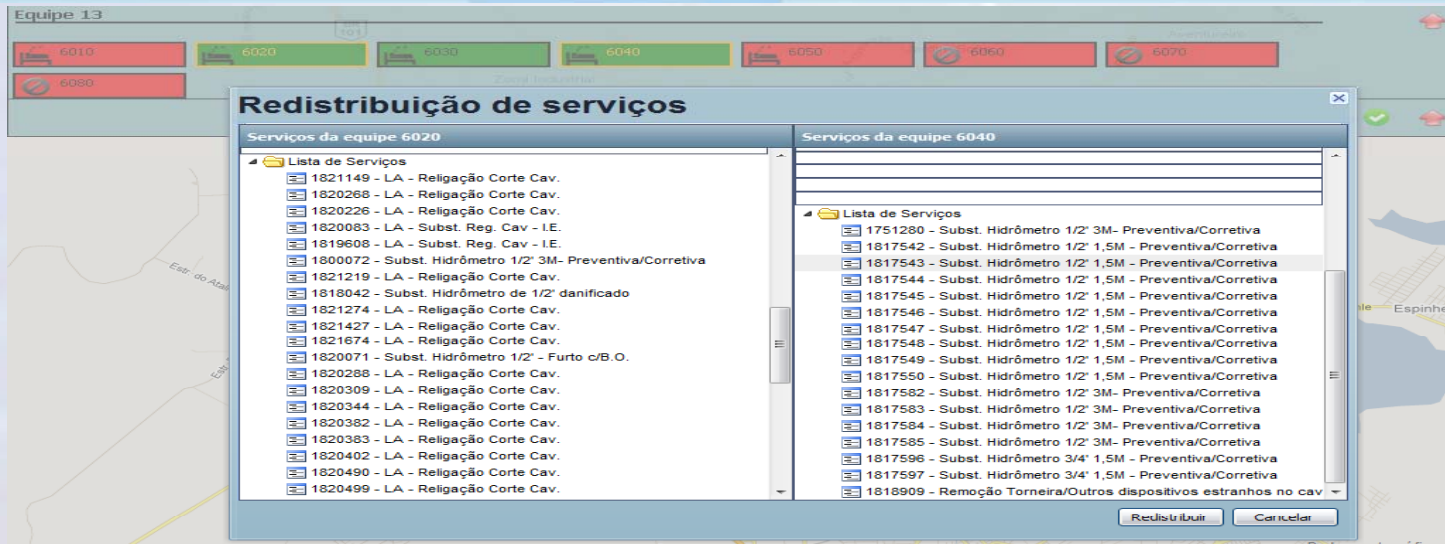 Equipe 13
101
Aventureiro
6010
6020
6030
6040
6050
6060
6070
6080
Zona Industrial
Redistribuição de serviços
Serviços da equipe 6020
Lista de Serviços
1821149 - LA - Religação Corte Cav.
1820268 - LA - Religação Corte Cav.
1820226 - LA - Religação Corte Cav.
1820083 - LA - Subst. Reg. Cav - I.E.
1819608 - LA - Subst. Reg. Cav - I.E.
1800072 - Subst. Hidrômetro 1/2' 3M- Preventiva/Corretiva
1821219 - LA - Religação Corte Cav.
1818042 - Subst. Hidrômetro de 1/2' danificado
1821274 - LA - Religação Corte Cav.
1821427 - LA - Religação Corte Cav.
1821674 - LA - Religação Corte Cav.
1820071 - Subst. Hidrômetro 1/2' - Furto c/B.O.
1820288 - LA - Religação Corte Cav.
1820309 - LA - Religação Corte Cav.
1820344 - LA - Religação Corte Cav.
1820382 - LA - Religação Corte Cav.
1820383 - LA - Religação Corte Cav.
1820402 - LA - Religação Corte Cav.
1820490 - LA - Religação Corte Cav.
1820499 - LA - Religação Corte Cav.
Serviços da equipe 6040
Lista de Serviços
1751280 - Subst. Hidrômetro 1/2' 3M- Preventiva/Corretiva
1817542 - Subst. Hidrômetro 1/2' 1,5M - Preventiva/Corretiva
1817543 - Subst. Hidrômetro 1/2' 1,5M - Preventiva/Corretiva
1817544 - Subst. Hidrômetro 1/2' 1,5M - Preventiva/Corretiva
1817545 - Subst. Hidrômetro 1/2' 1,5M - Preventiva/Corretiva
1817546 - Subst. Hidrômetro 1/2' 1,5M - Preventiva/Corretiva
1817547 - Subst. Hidrômetro 1/2' 1,5M - Preventiva/Corretiva
1817548 - Subst. Hidrômetro 1/2' 1,5M - Preventiva/Corretiva
1817549 - Subst. Hidrômetro 1/2' 1,5M - Preventiva/Corretiva
1817550 - Subst. Hidrômetro 1/2' 1,5M - Preventiva/Corretiva
1817582 - Subst. Hidrômetro 1/2' 3M- Preventiva/Corretiva
1817583 - Subst. Hidrômetro 1/2' 3M- Preventiva/Corretiva
1817584 - Subst. Hidrômetro 1/2' 3M- Preventiva/Corretiva
1817585 - Subst. Hidrômetro 1/2' 3M- Preventiva/Corretiva
1817596 - Subst. Hidrômetro 3/4' 1,5M - Preventiva/Corretiva
1817597 - Subst. Hidrômetro 3/4' 1,5M - Preventiva/Corretiva
1818909 - Remoção Torneira/Outros dispositivos estranhos no cav
Redistribuir
Cancelar
Estr. do Atal
Espinhe